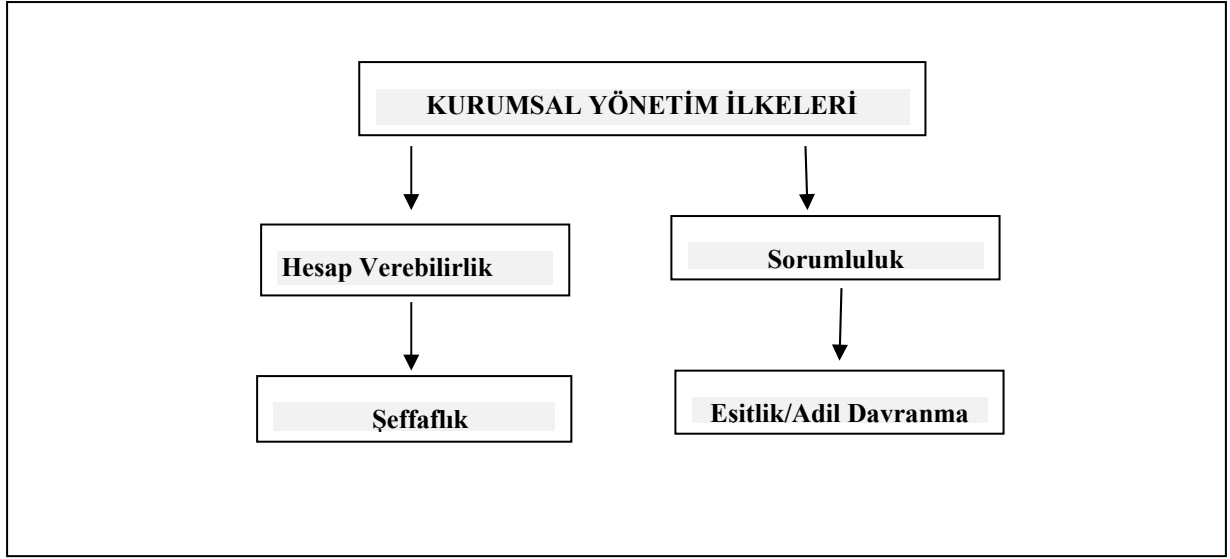 KURUMSAL YÖNETİM İLKELERİ
Hesap Verebilirlik
Sorumluluk
Şeffaflık
Esitlik/Adil Davranma